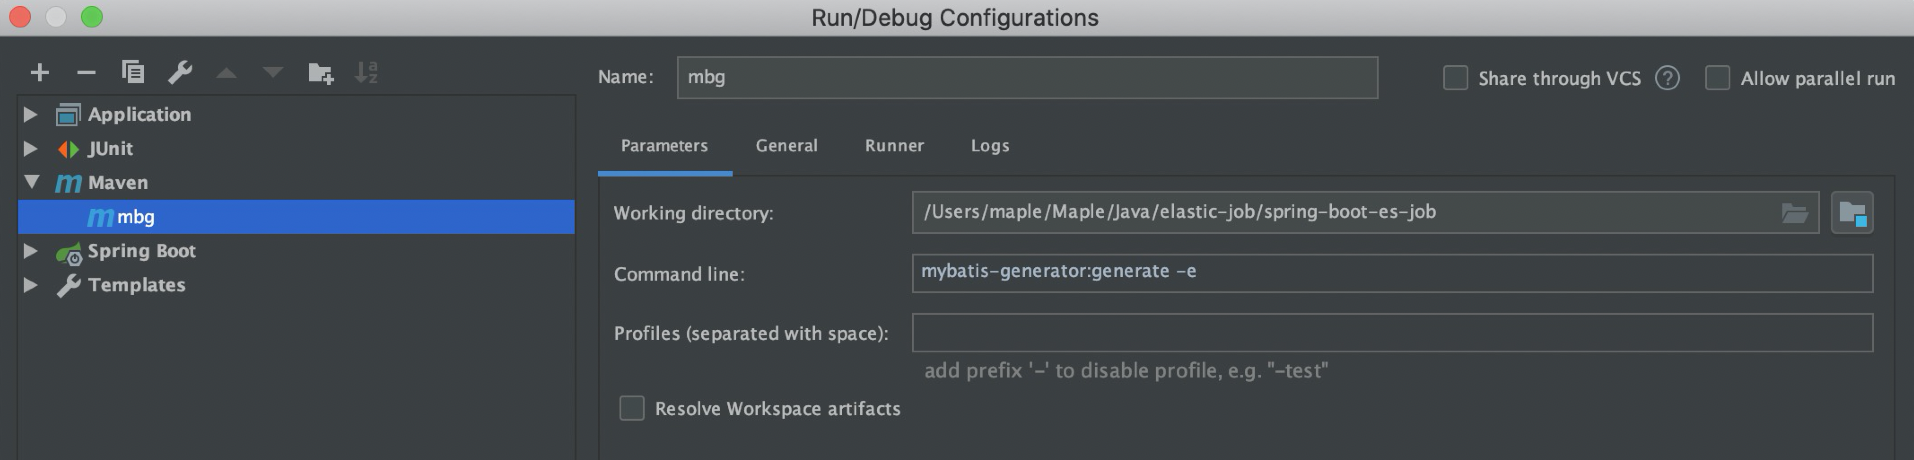 Run/Debug Configurations
Name: mbg Share through VCS ? Allow parallel run
Application
JUnit
Maven
mbg
Spring Boot
Templates
Parameters General Runner Logs
Working directory: /Users/maple/Maple/Java/elastic-job/spring-boot-es-job
Command line: mybatis-generator:generate -e
Profiles (separated with space):
add prefix '-' to disable profile, e.g. "-test"
Resolve Workspace artifacts